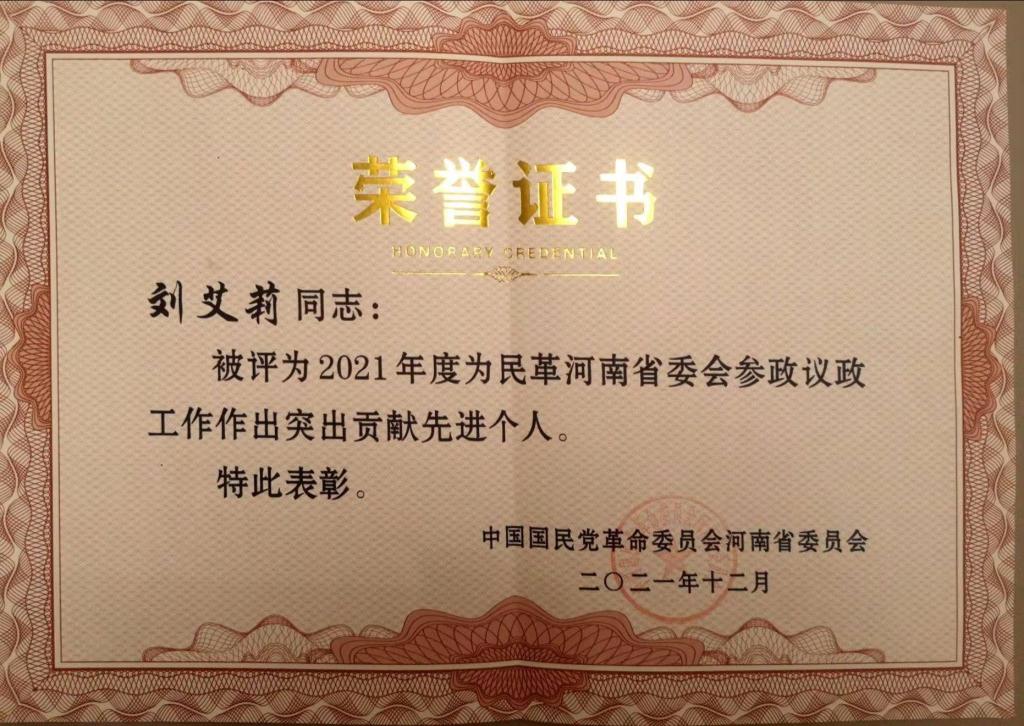 荣誉证书
HONORARY CREDENTIAL
刘艾莉同志：
被评为2021年度为民革河南省委会参政议政
工作作出突出贡献先进个人。
特此表彰。
中国国民党革命委员会河南省委员会
二〇二一年十二月